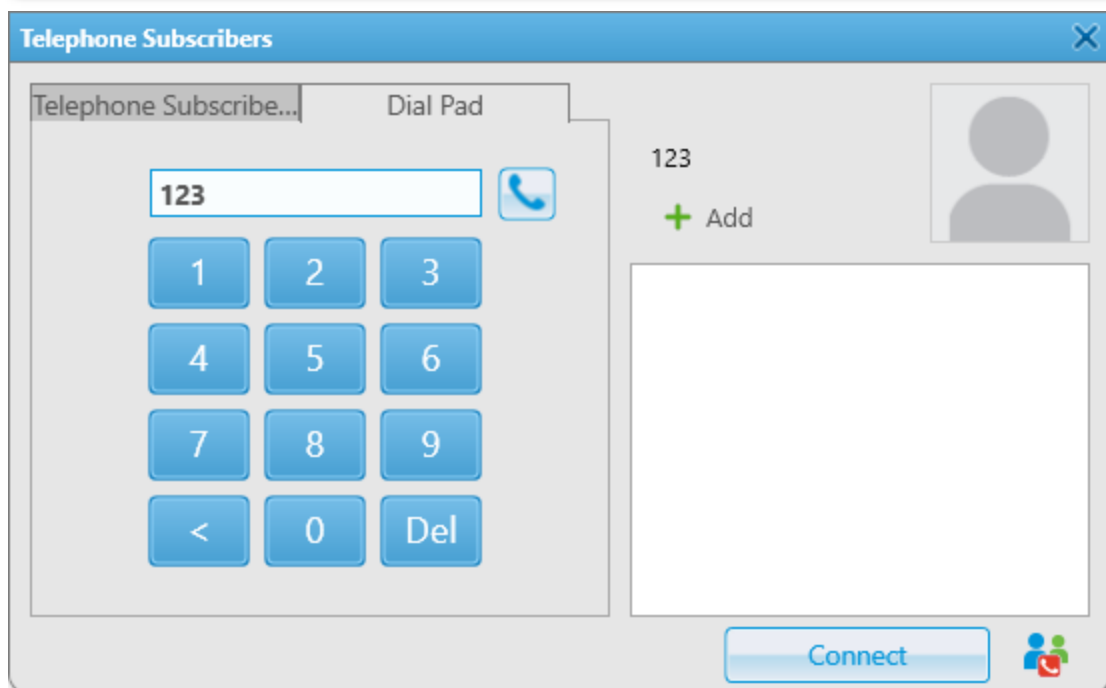 Telephone Subscribers
Telephone Subscribe...
Dial Pad
123
1 2 3
4 5 6
7 8 9
< 0 Del
123
Add
Connect